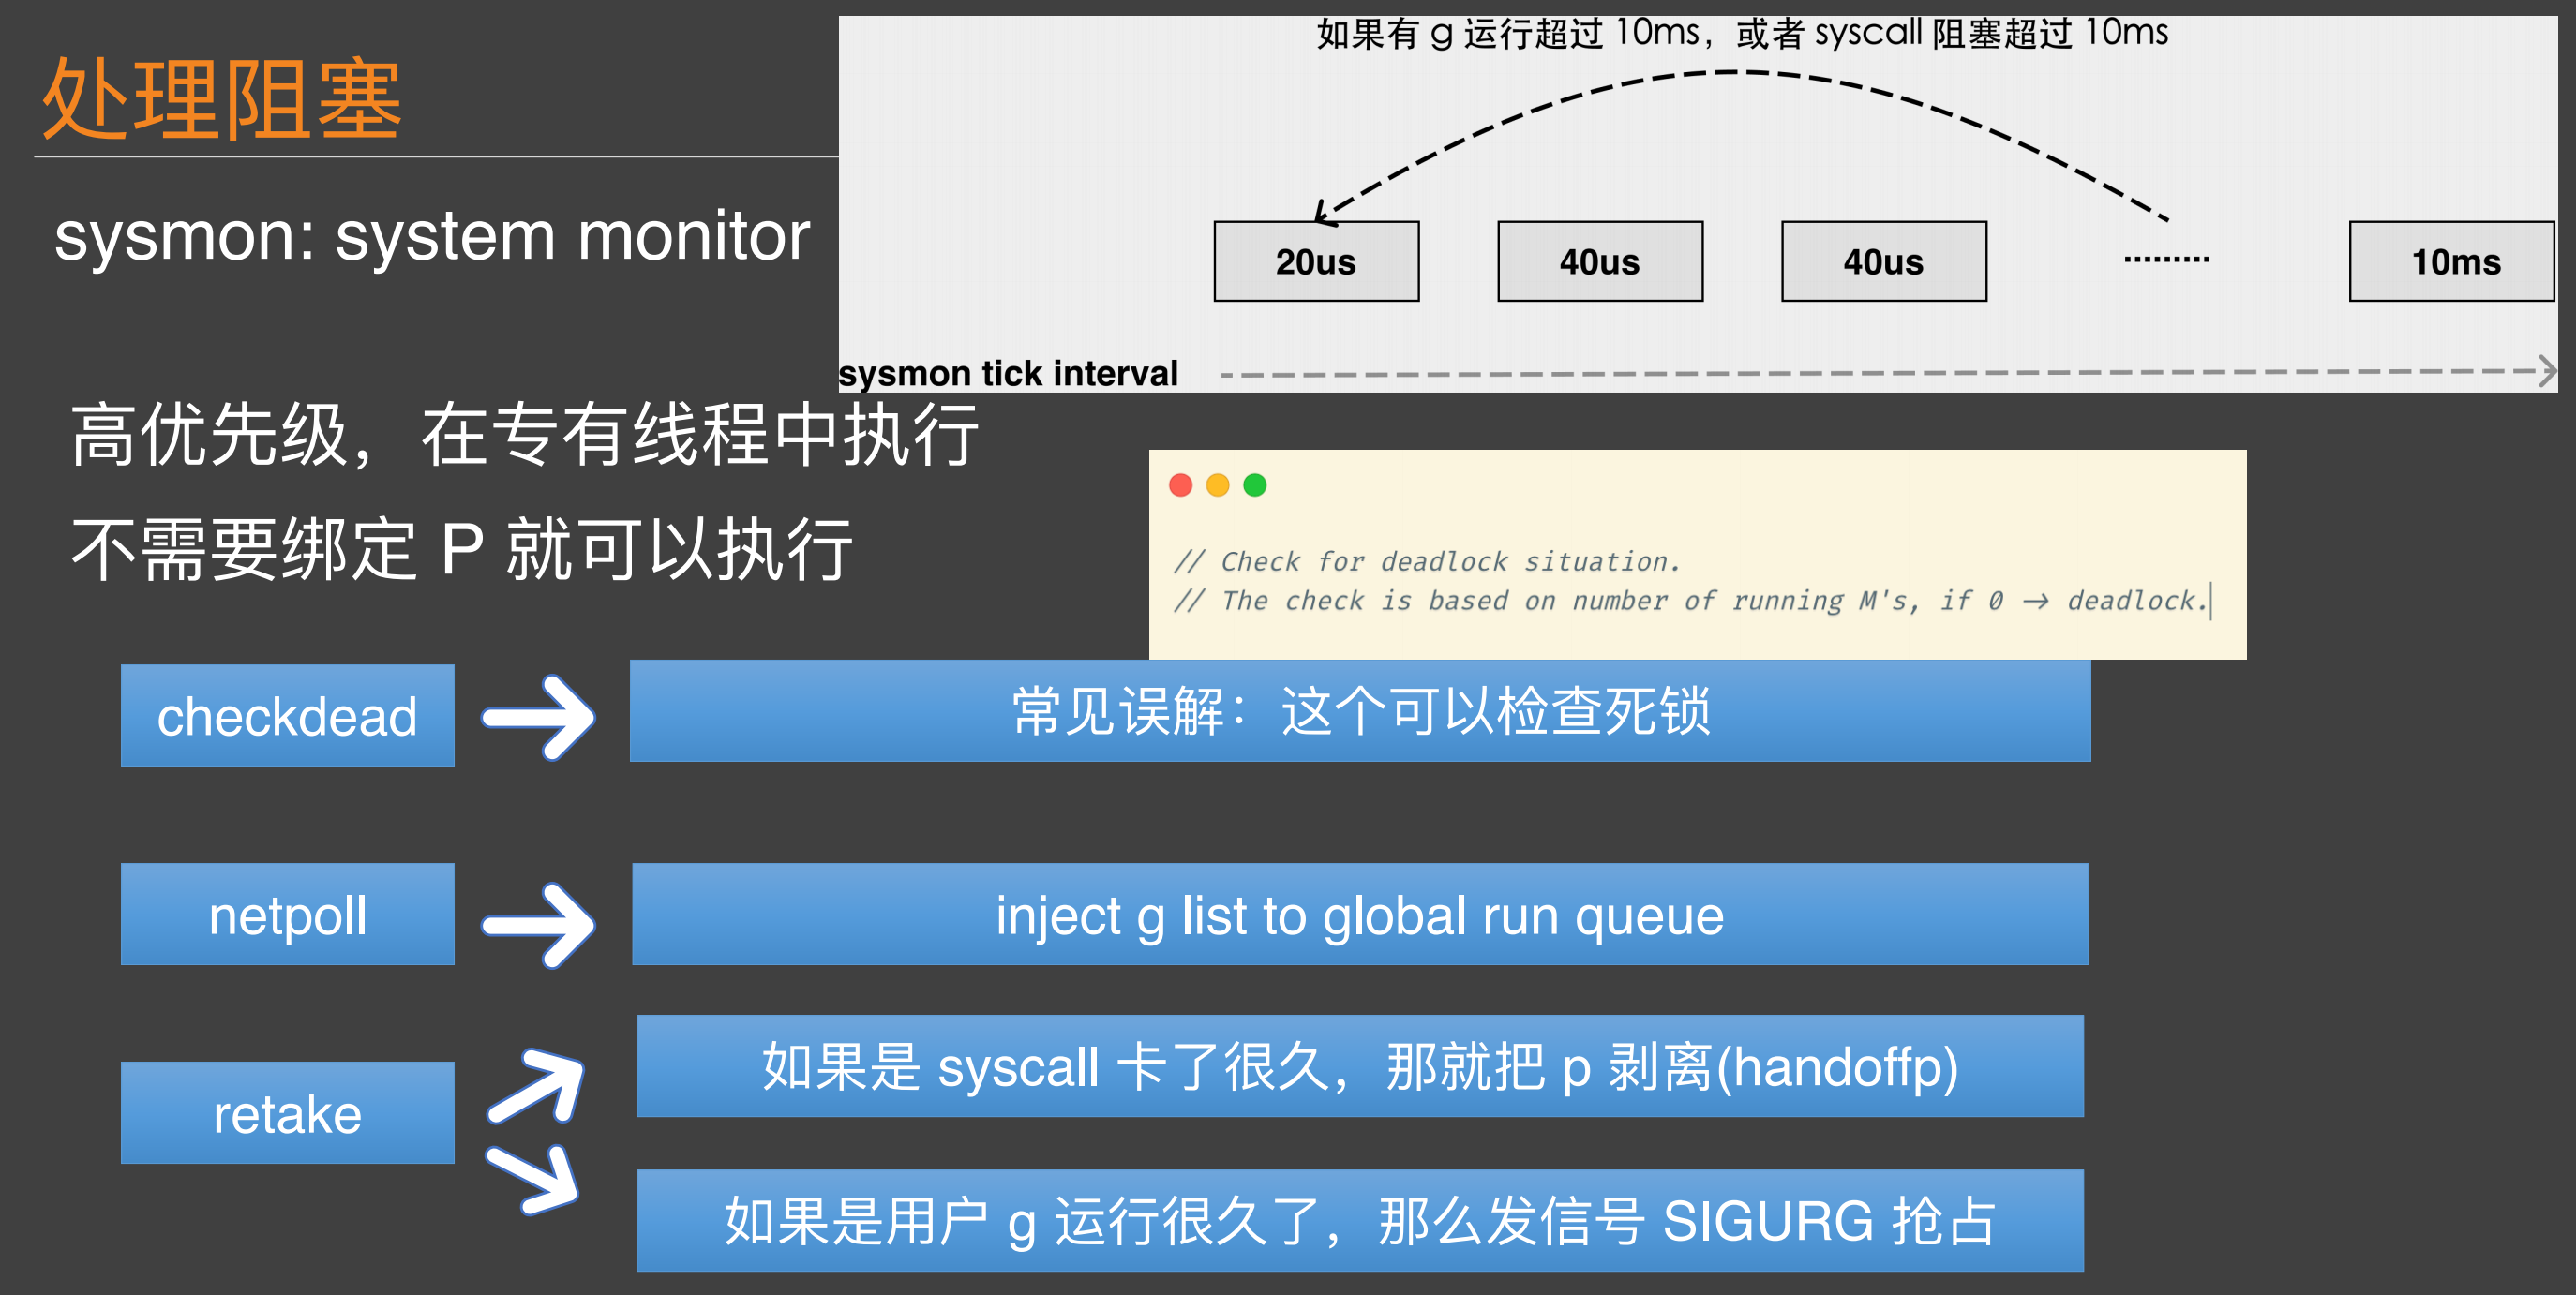 处理阻塞
sysmon: system monitor
高优先级，在专有线程中执行
不需要绑定 P 就可以执行
如果有 g 运行超过 10ms，或者 syscall 阻塞超过 10ms
20us
40us
40us
·········
10ms
sysmon tick interval
// Check for deadlock situation.
// The check is based on number of running M's, if 0 → deadlock.
checkdead
常见误解：这个可以检查死锁
netpoll
inject g list to global run queue
retake
如果是 syscall 卡了很久，那就把 p 剥离(handoffp)
如果是用户 g 运行很久了，那么发信号 SIGURG 抢占